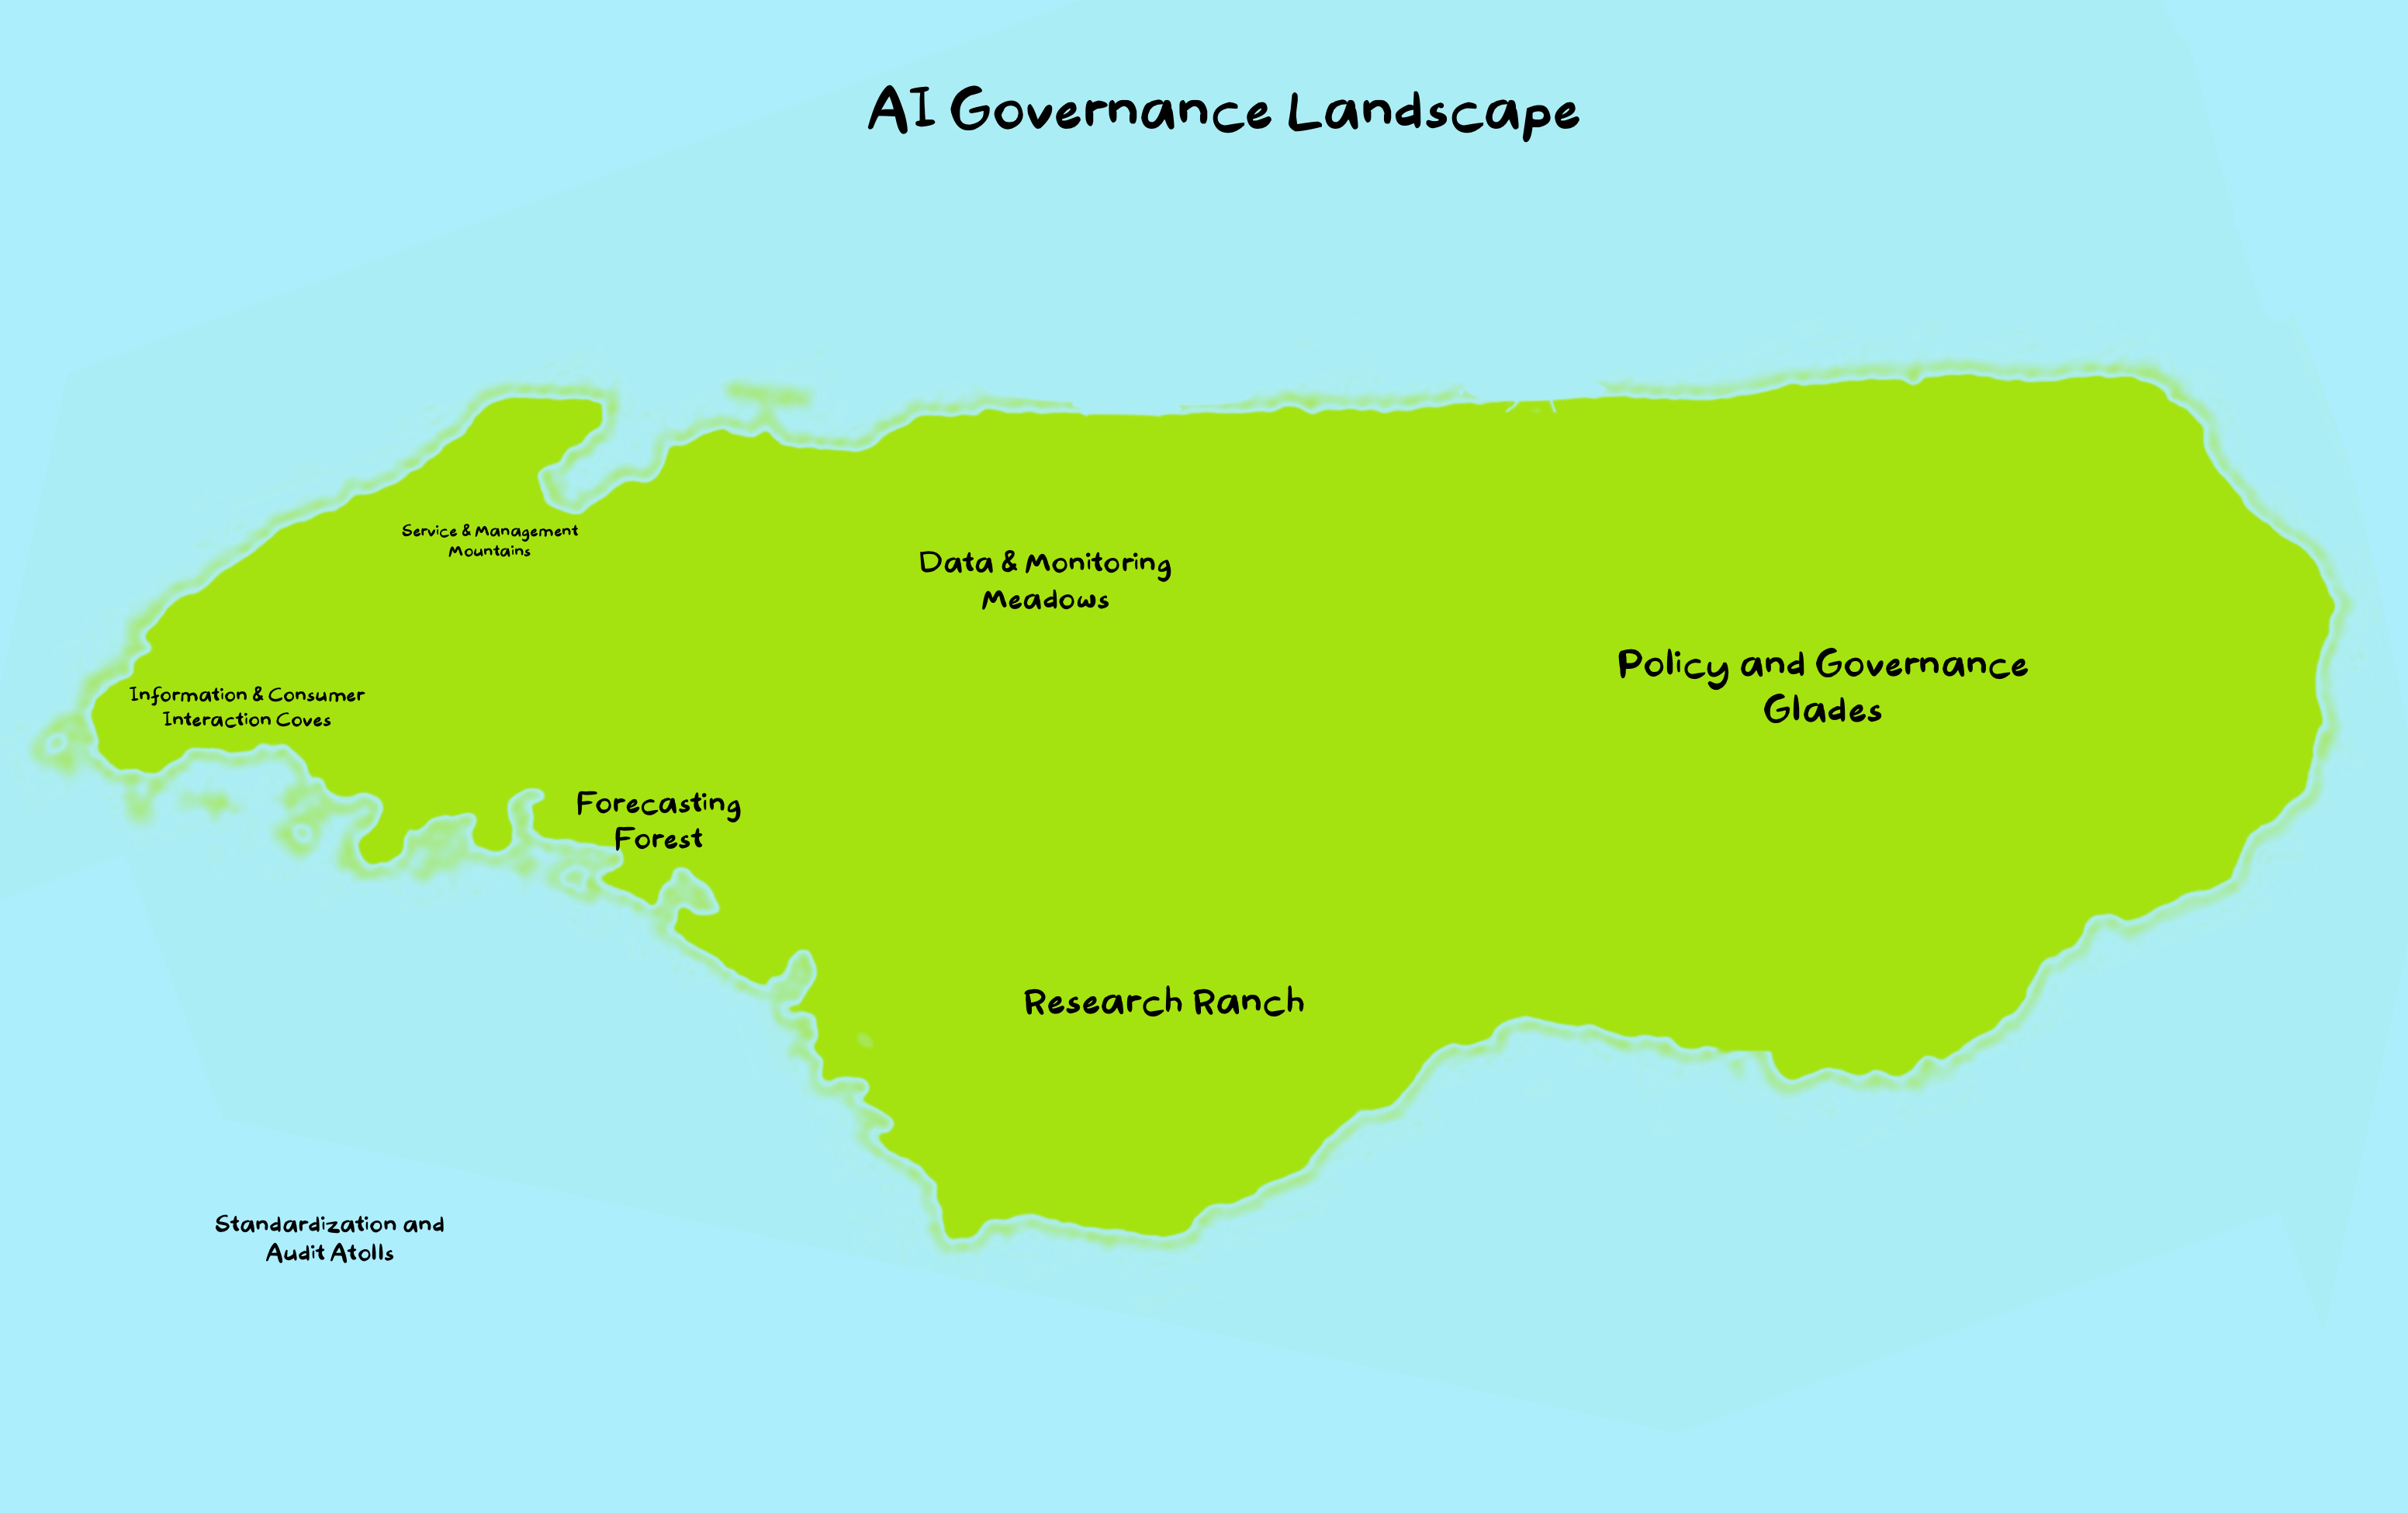 AI Governance Landscape
Service & Management
Mountains
Data & Monitoring
Meadows
Policy and Governance
Glades
Information & Consumer
Interaction Coves
Forecasting
Forest
Research Ranch
Standardization and
Audit Atolls